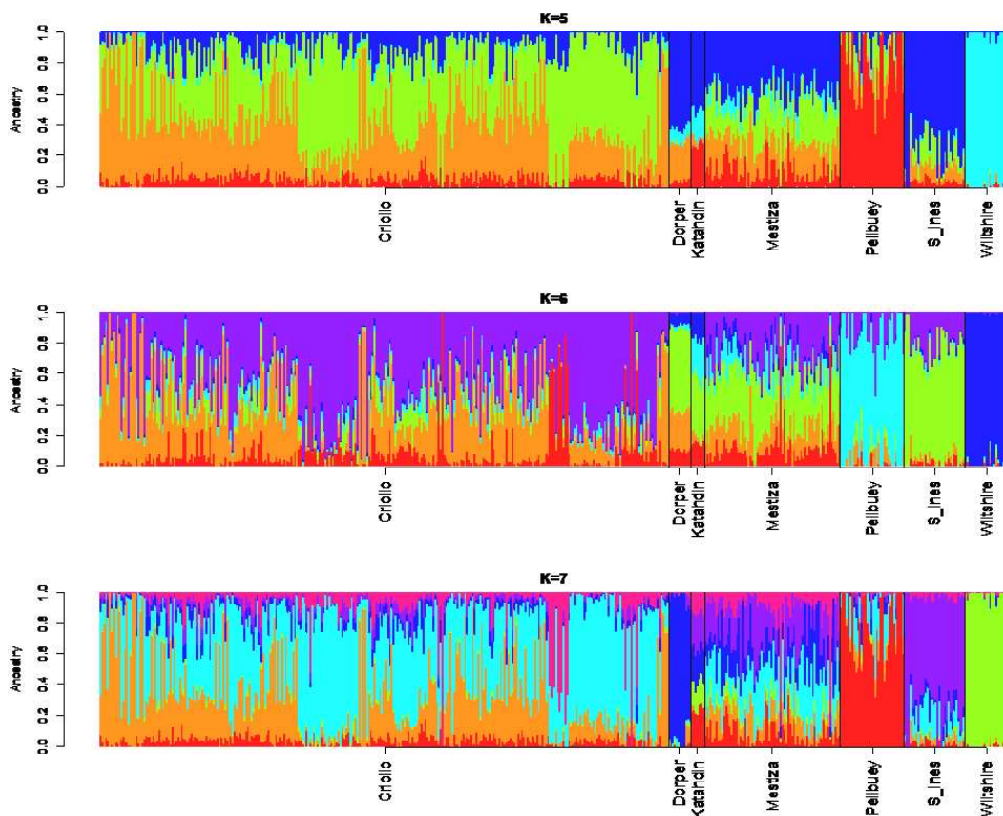 K=5
Ancestry
1.0
0.8
0.6
0.4
0.2
0.0
Criollo
Dorper
Katahdin
Mestiza
Pelibuey
S_Ines
Wiltshire
K=6
Ancestry
1.0
0.8
0.6
0.4
0.2
0.0
Criollo
Dorper
Katahdin
Mestiza
Pelibuey
S_Ines
Wiltshire
K=7
Ancestry
1.0
0.8
0.6
0.4
0.2
0.0
Criollo
Dorper
Katahdin
Mestiza
Pelibuey
S_Ines
Wiltshire